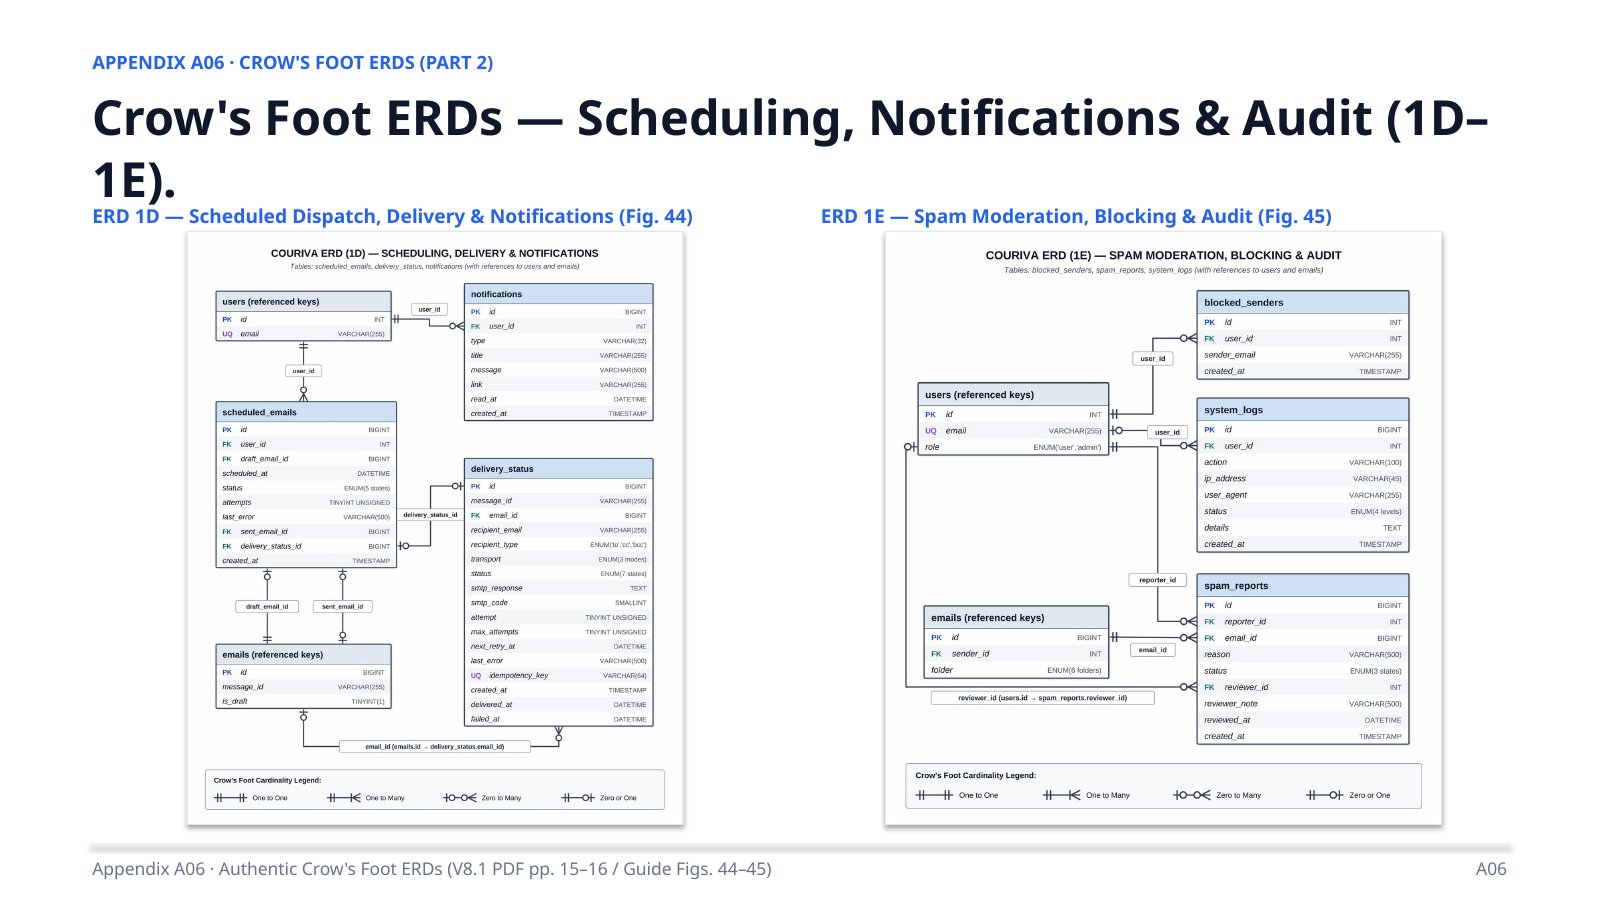 APPENDIX A06 · CROW'S FOOT ERDS (PART 2)
Crow's Foot ERDs — Scheduling, Notifications & Audit (1D–
1E).
ERD 1D — Scheduled Dispatch, Delivery & Notifications (Fig. 44)
COURIVA ERD (1D) — SCHEDULING, DELIVERY & NOTIFICATIONS
Tables: scheduled_emails, delivery_status, notifications (with references to users and emails)
users (referenced keys)
PK id INT
UQ email VARCHAR(255)
user_id
notifications
PK id BIGINT
FK user_id INT
type VARCHAR(32)
title VARCHAR(255)
message VARCHAR(500)
link VARCHAR(255)
read_at DATETIME
created_at TIMESTAMP
user_id
scheduled_emails
PK id BIGINT
FK user_id INT
FK draft_email_id BIGINT
scheduled_at DATETIME
status ENUM(5 states)
attempts TINYINT UNSIGNED
last_error VARCHAR(500)
FK sent_email_id BIGINT
FK delivery_status_id BIGINT
created_at TIMESTAMP
delivery_status_id
delivery_status
PK id BIGINT
message_id VARCHAR(255)
FK email_id BIGINT
recipient_email VARCHAR(255)
recipient_type ENUM('to','cc','bcc')
transport ENUM(3 modes)
status ENUM(7 states)
smtp_response TEXT
smtp_code SMALLINT
attempt TINYINT UNSIGNED
max_attempts TINYINT UNSIGNED
next_retry_at DATETIME
last_error VARCHAR(500)
UQ idempotency_key VARCHAR(64)
created_at TIMESTAMP
delivered_at DATETIME
failed_at DATETIME
draft_email_id
sent_email_id
emails (referenced keys)
PK id BIGINT
message_id VARCHAR(255)
is_draft TINYINT(1)
email_id (emails.id → delivery_status.email_id)
Crow's Foot Cardinality Legend:
One to One
One to Many
Zero to Many
Zero or One
ERD 1E — Spam Moderation, Blocking & Audit (Fig. 45)
COURIVA ERD (1E) — SPAM MODERATION, BLOCKING & AUDIT
Tables: blocked_senders, spam_reports, system_logs (with references to users and emails)
blocked_senders
PK id INT
FK user_id INT
sender_email VARCHAR(255)
created_at TIMESTAMP
user_id
users (referenced keys)
PK id INT
UQ email VARCHAR(255)
role ENUM('user','admin')
user_id
system_logs
PK id BIGINT
FK user_id INT
action VARCHAR(100)
ip_address VARCHAR(45)
user_agent VARCHAR(255)
status ENUM(4 levels)
details TEXT
created_at TIMESTAMP
reporter_id
emails (referenced keys)
PK id BIGINT
FK sender_id INT
folder ENUM(6 folders)
email_id
spam_reports
PK id BIGINT
FK reporter_id INT
FK email_id BIGINT
reason VARCHAR(500)
status ENUM(3 states)
FK reviewer_id INT
reviewer_note VARCHAR(500)
reviewed_at DATETIME
created_at TIMESTAMP
reviewer_id (users.id → spam_reports.reviewer_id)
Crow's Foot Cardinality Legend:
One to One
One to Many
Zero to Many
Zero or One
Appendix A06 · Authentic Crow's Foot ERDs (V8.1 PDF pp. 15–16 / Guide Figs. 44–45)
A06